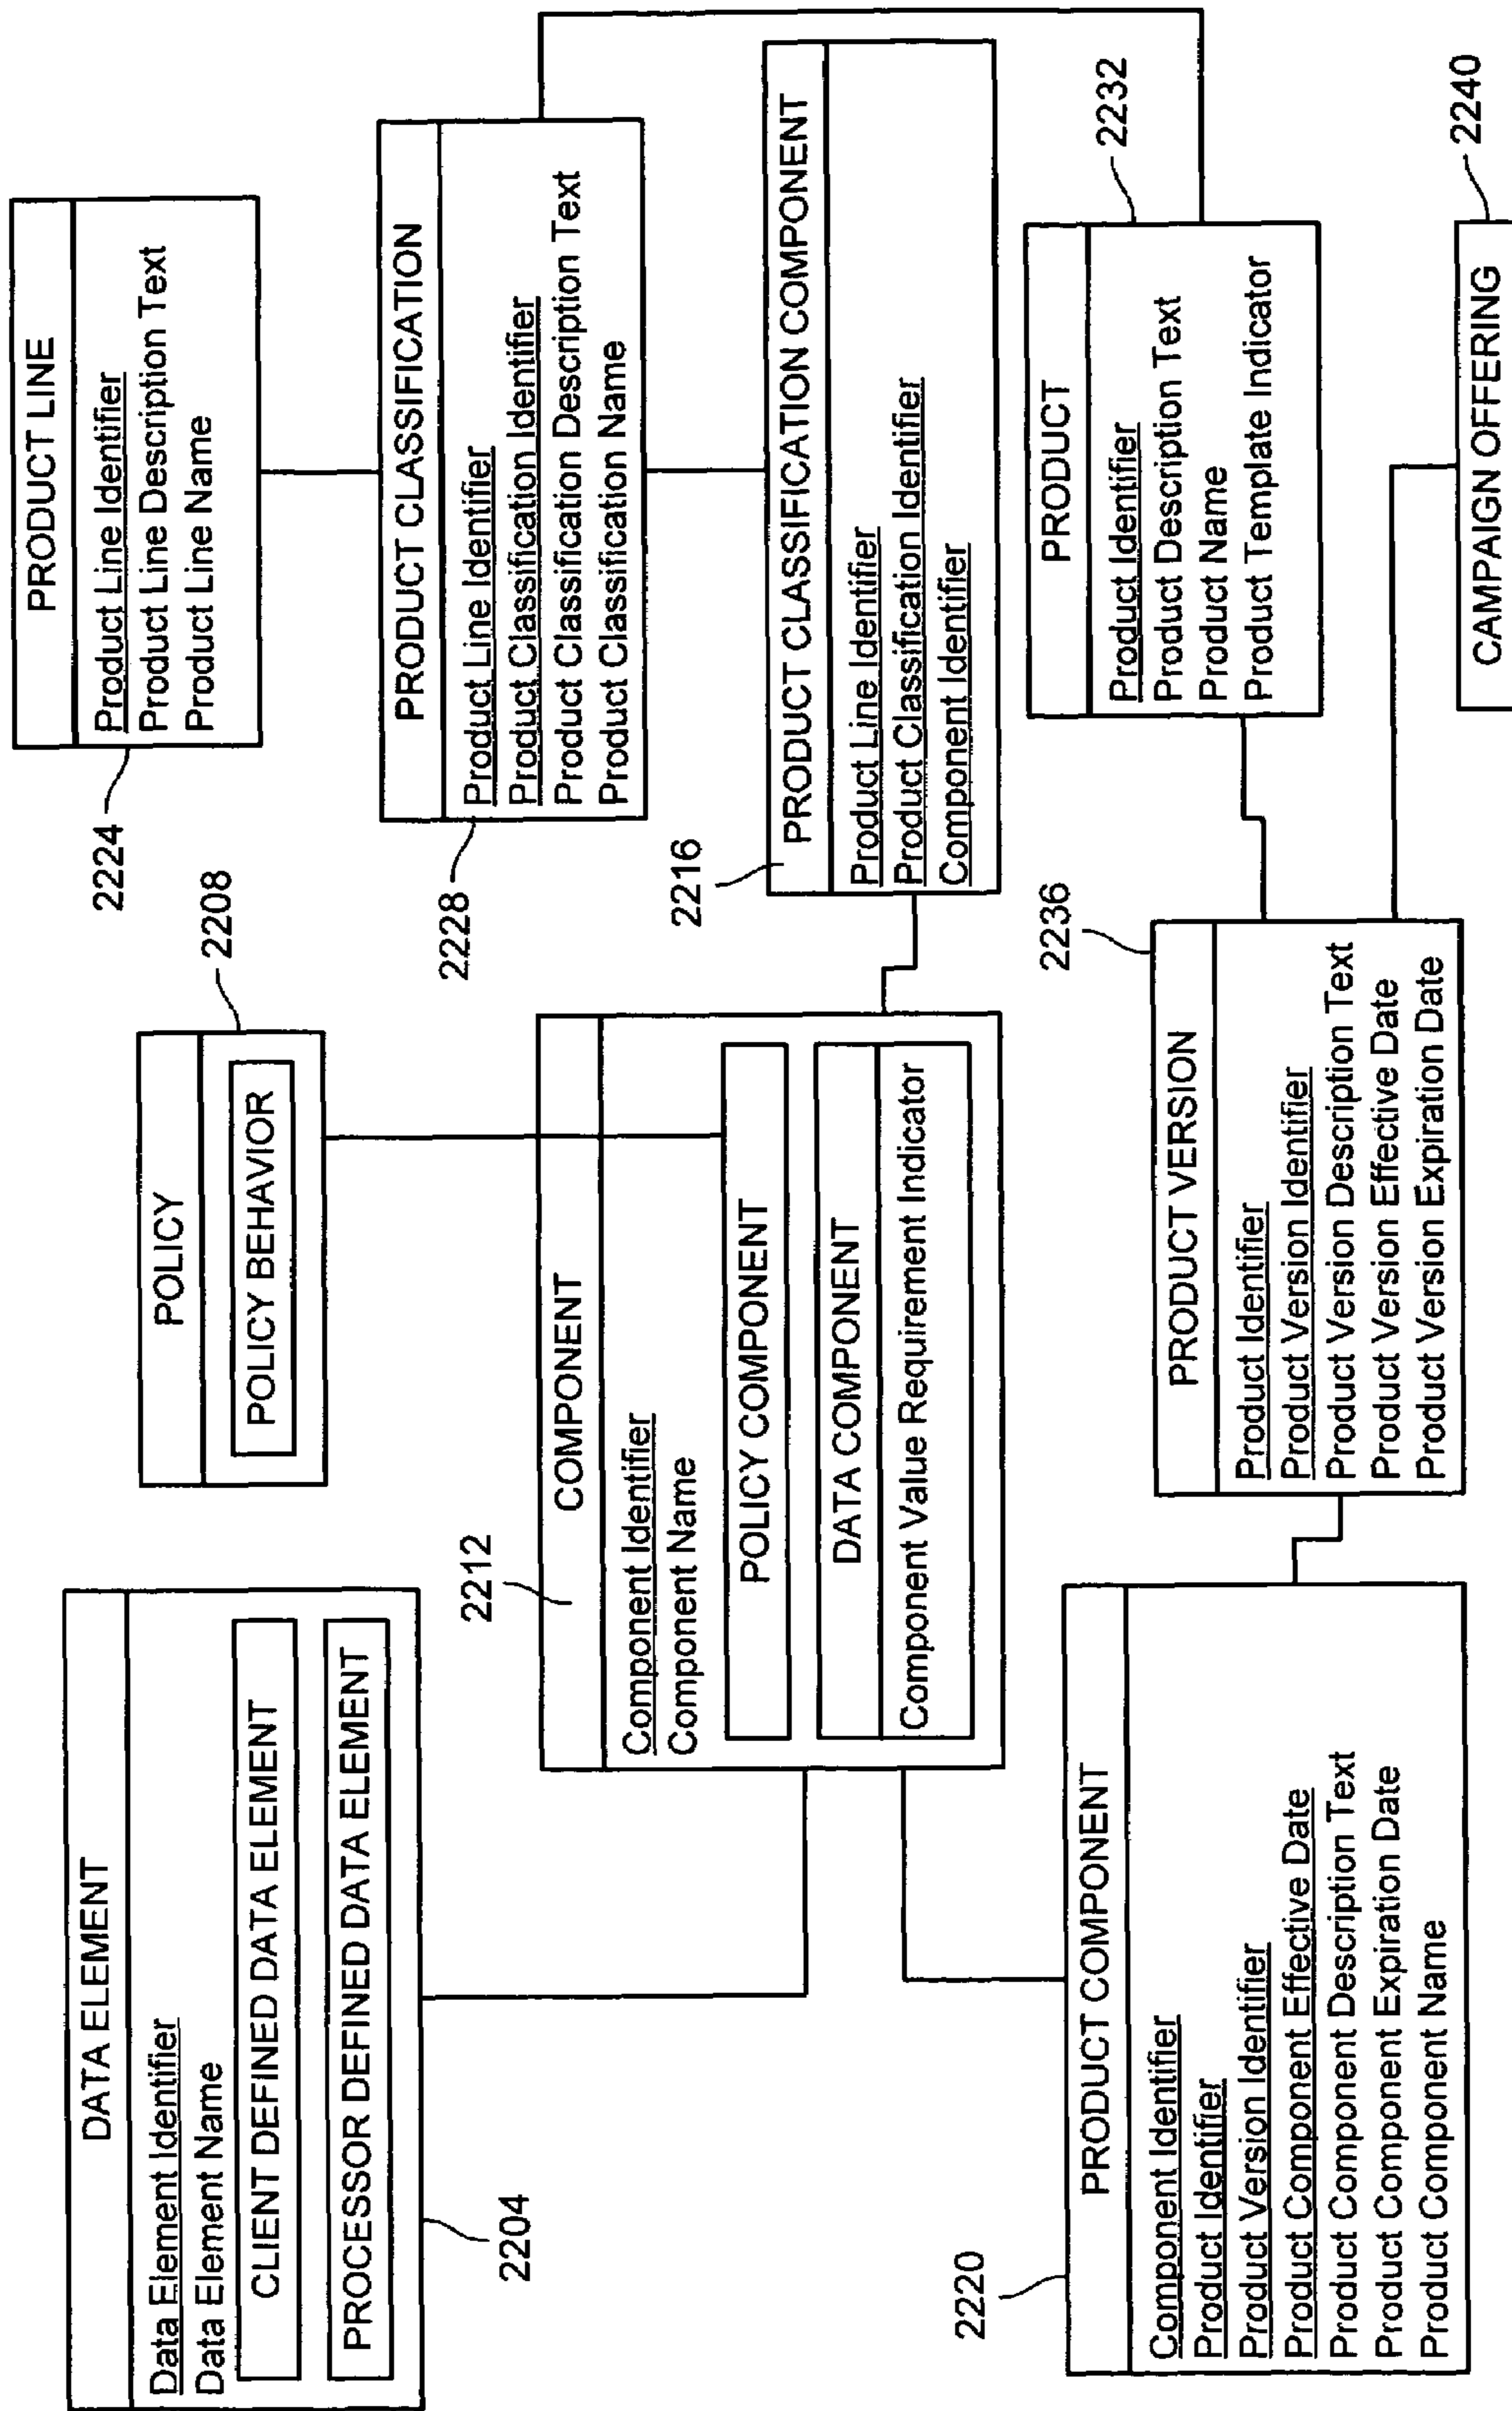 DATA ELEMENT
Data Element Identifier
Data Element Name
CLIENT DEFINED DATA ELEMENT
PROCESSOR DEFINED DATA ELEMENT
2204
POLICY
POLICY BEHAVIOR
2208
PRODUCT LINE
Product Line Identifier
Product Line Description Text
Product Line Name
2224
PRODUCT CLASSIFICATION
Product Line Identifier
Product Classification Identifier
Product Classification Description Text
Product Classification Name
2228
2212
COMPONENT
Component Identifier
Component Name
POLICY COMPONENT
DATA COMPONENT
Component Value Requirement Indicator
2216
PRODUCT CLASSIFICATION COMPONENT
Product Line Identifier
Product Classification Identifier
Component Identifier
2220
PRODUCT COMPONENT
Component Identifier
Product Identifier
Product Version Identifier
Product Component Effective Date
Product Component Description Text
Product Component Expiration Date
Product Component Name
2236
PRODUCT VERSION
Product Identifier
Product Version Identifier
Product Version Description Text
Product Version Effective Date
Product Version Expiration Date
PRODUCT
2232
Product Identifier
Product Description Text
Product Name
Product Template Indicator
2240
CAMPAIGN OFFERING